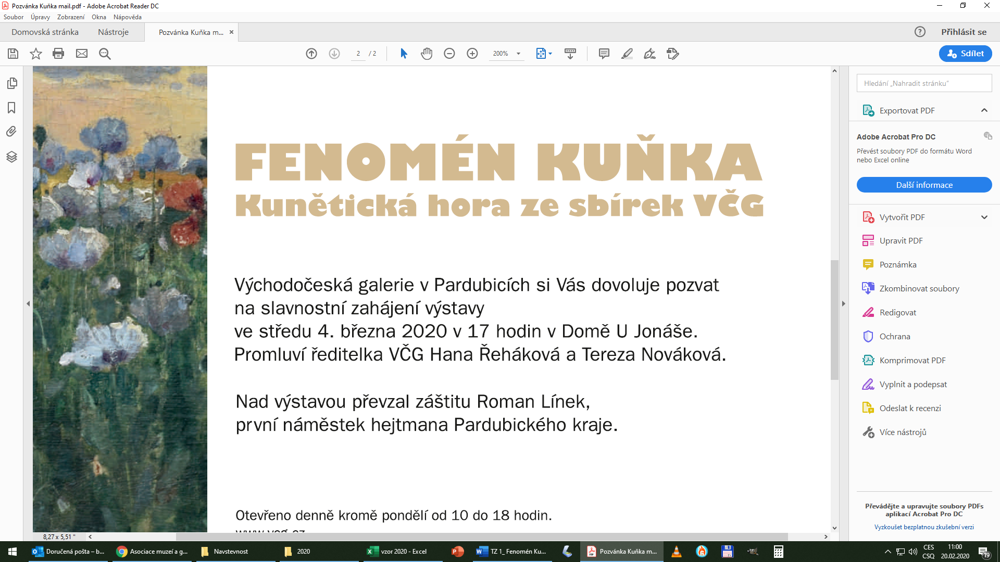 Pozvánka Kuňka mail.pdf - Adobe Acrobat Reader DC
Soubor Úpravy Zobrazení Okna Nápověda
Domovská stránka Nástroje Pozvánka Kuňka m... Přihlásit se
2 / 2 200% Sdílet
FENOMÉN KUŇKA
Kunětická hora ze sbírek VČG
Východočeská galerie v Pardubicích si Vás dovoluje pozvat
na slavnostní zahájení výstavy
ve středu 4. března 2020 v 17 hodin v Domě U Jonáše.
Promluví ředitelka VČG Hana Řeháková a Tereza Nováková.
Nad výstavou převzal záštitu Roman Línek,
první náměstek hejtmana Pardubického kraje.
Otevřeno denně kromě pondělí od 10 do 18 hodin.
www.vcg.cz
8,27 x 5,51 "
Hledání „Nahradit stránku“
Exportovat PDF
Adobe Acrobat Pro DC
Převést soubory PDF do formátu Word
nebo Excel online
Další informace
Vytvořit PDF
Upravit PDF
Poznámka
Zkombinovat soubory
Redigovat
Ochrana
Komprimovat PDF
Vyplnit a podepsat
Odeslat k recenzi
Více nástrojů
Převádějte a upravujte soubory PDFs
aplikací Acrobat Pro DC
Vyzkoušet bezplatnou zkušební verzi
Doručená pošta – b... Asociace muzeí a g... Navstevnost 2020 vzor 2020 - Excel TZ 1_ Fenomén Ku... Pozvánka Kuňka m...
CES 11:00
CSQ 20.02.2020 19